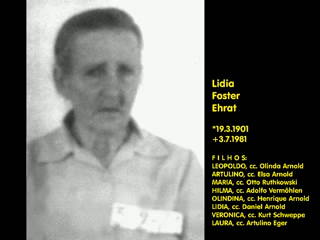 Lidia
Foster
Ehrat
*19.3.1901
+3.7.1981
F I L H O S:
LEOPOLDO, cc. Olinda Arnold
ARTULINO, cc. Elsa Arnold
MARIA, cc. Otto Ruthkowski
HILMA, cc. Adolfo Vermöhlen
OLINDINA, cc. Henrique Arnold
LIDIA, cc. Daniel Arnold
VERONICA, cc. Kurt Schweppe
LAURA, cc. Artulino Eger